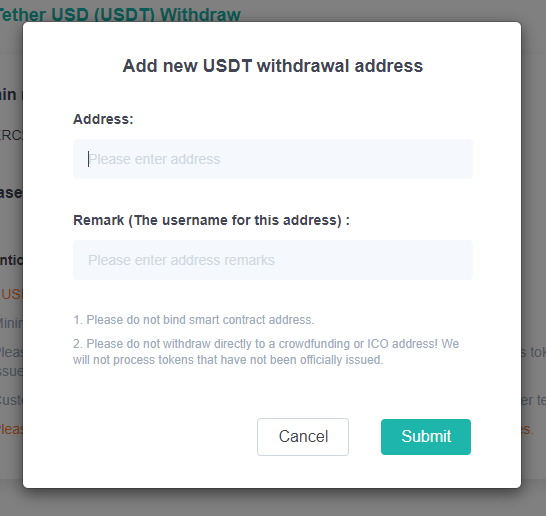 Tether USD (USDT) Withdraw
Add new USDT withdrawal address
Address:
Please enter address
Remark (The username for this address) :
Please enter address remarks
1. Please do not bind smart contract address.
2. Please do not withdraw directly to a crowdfunding or ICO address! We
will not process tokens that have not been officially issued.
Cancel
Submit